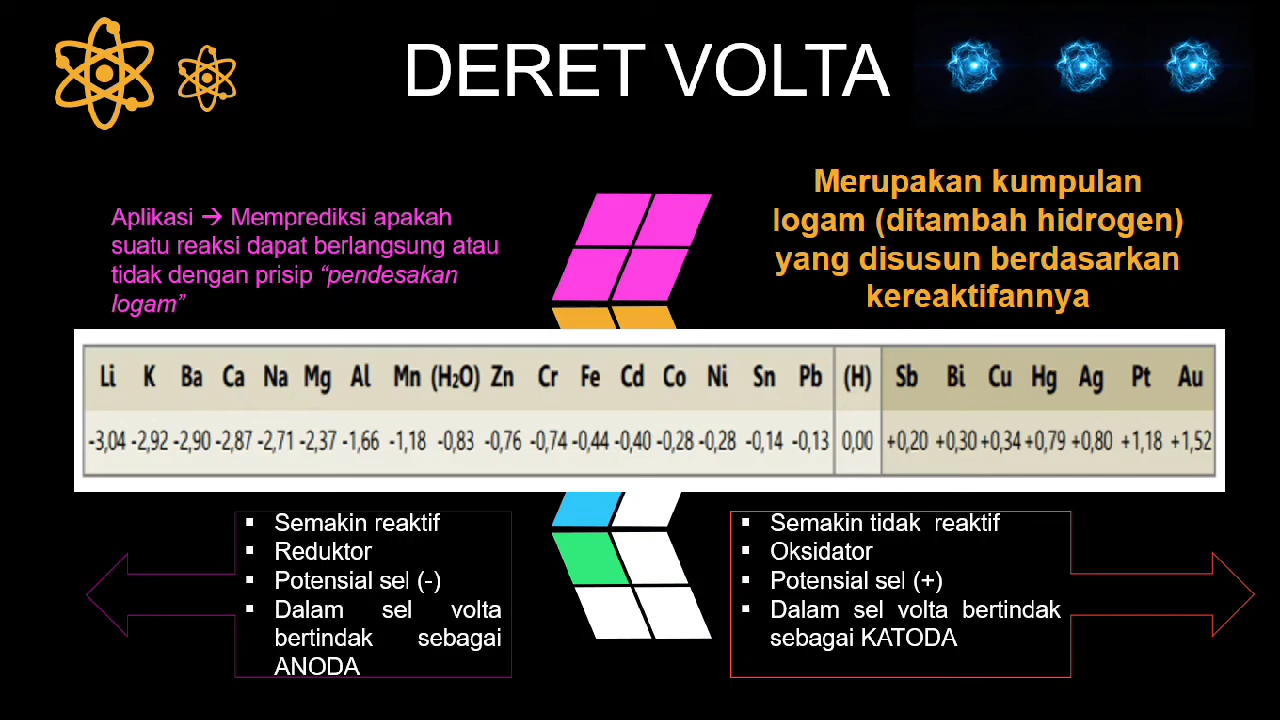 DERET VOLTA
Aplikasi → Memprediksi apakah
suatu reaksi dapat berlangsung atau
tidak dengan prisip “pendesakan
logam”
Merupakan kumpulan
logam (ditambah hidrogen)
yang disusun berdasarkan
kereaktifannya
Li K Ba Ca Na Mg Al Mn (H₂O) Zn Cr Fe Cd Co Ni Sn Pb (H) Sb Bi Cu Hg Ag Pt Au
-3,04 -2,92 -2,90 -2,87 -2,71 -2,37 -1,66 -1,18 -0,83 -0,76 -0,74 -0,44 -0,40 -0,28 -0,28 -0,14 -0,13 0,00 +0,20 +0,30 +0,34 +0,79 +0,80 +1,18 +1,52
▪ Semakin reaktif
▪ Reduktor
▪ Potensial sel (-)
▪ Dalam sel volta
bertindak sebagai
ANODA
▪ Semakin tidak reaktif
▪ Oksidator
▪ Potensial sel (+)
▪ Dalam sel volta bertindak
sebagai KATODA